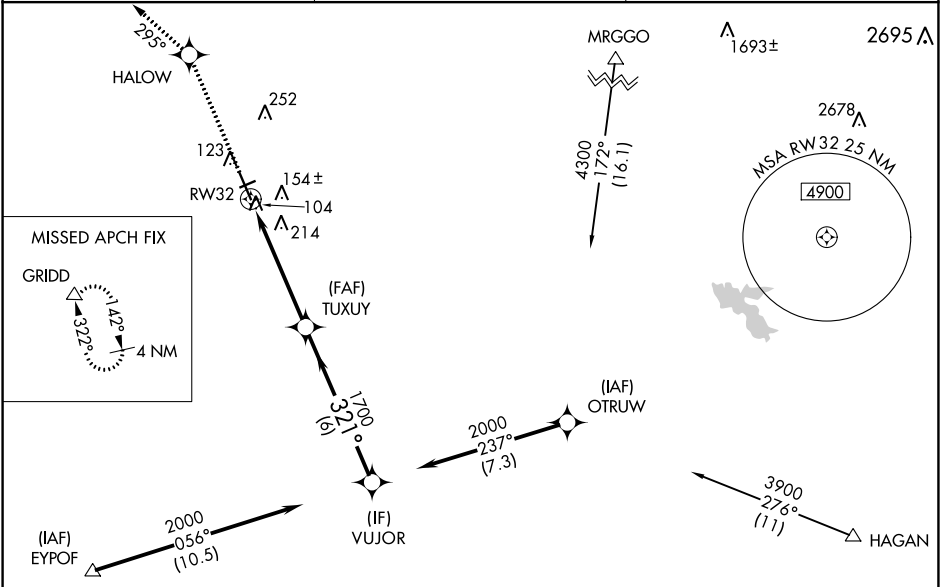 295°
HALOW
MRGGO
1693±
2695
252
2678
123
MSA RW32 25 NM
4900
RW32
154±
104
214
4300
172°
(16.1)
MISSED APCH FIX
GRIDD
142°
322°
4 NM
(FAF)
TUXUY
1700
321°
(6)
(IAF)
OTRUW
2000
237°
(7.3)
3900
276°
(11)
HAGAN
(IF)
VUJOR
2000
056°
(10.5)
(IAF)
EYPOF